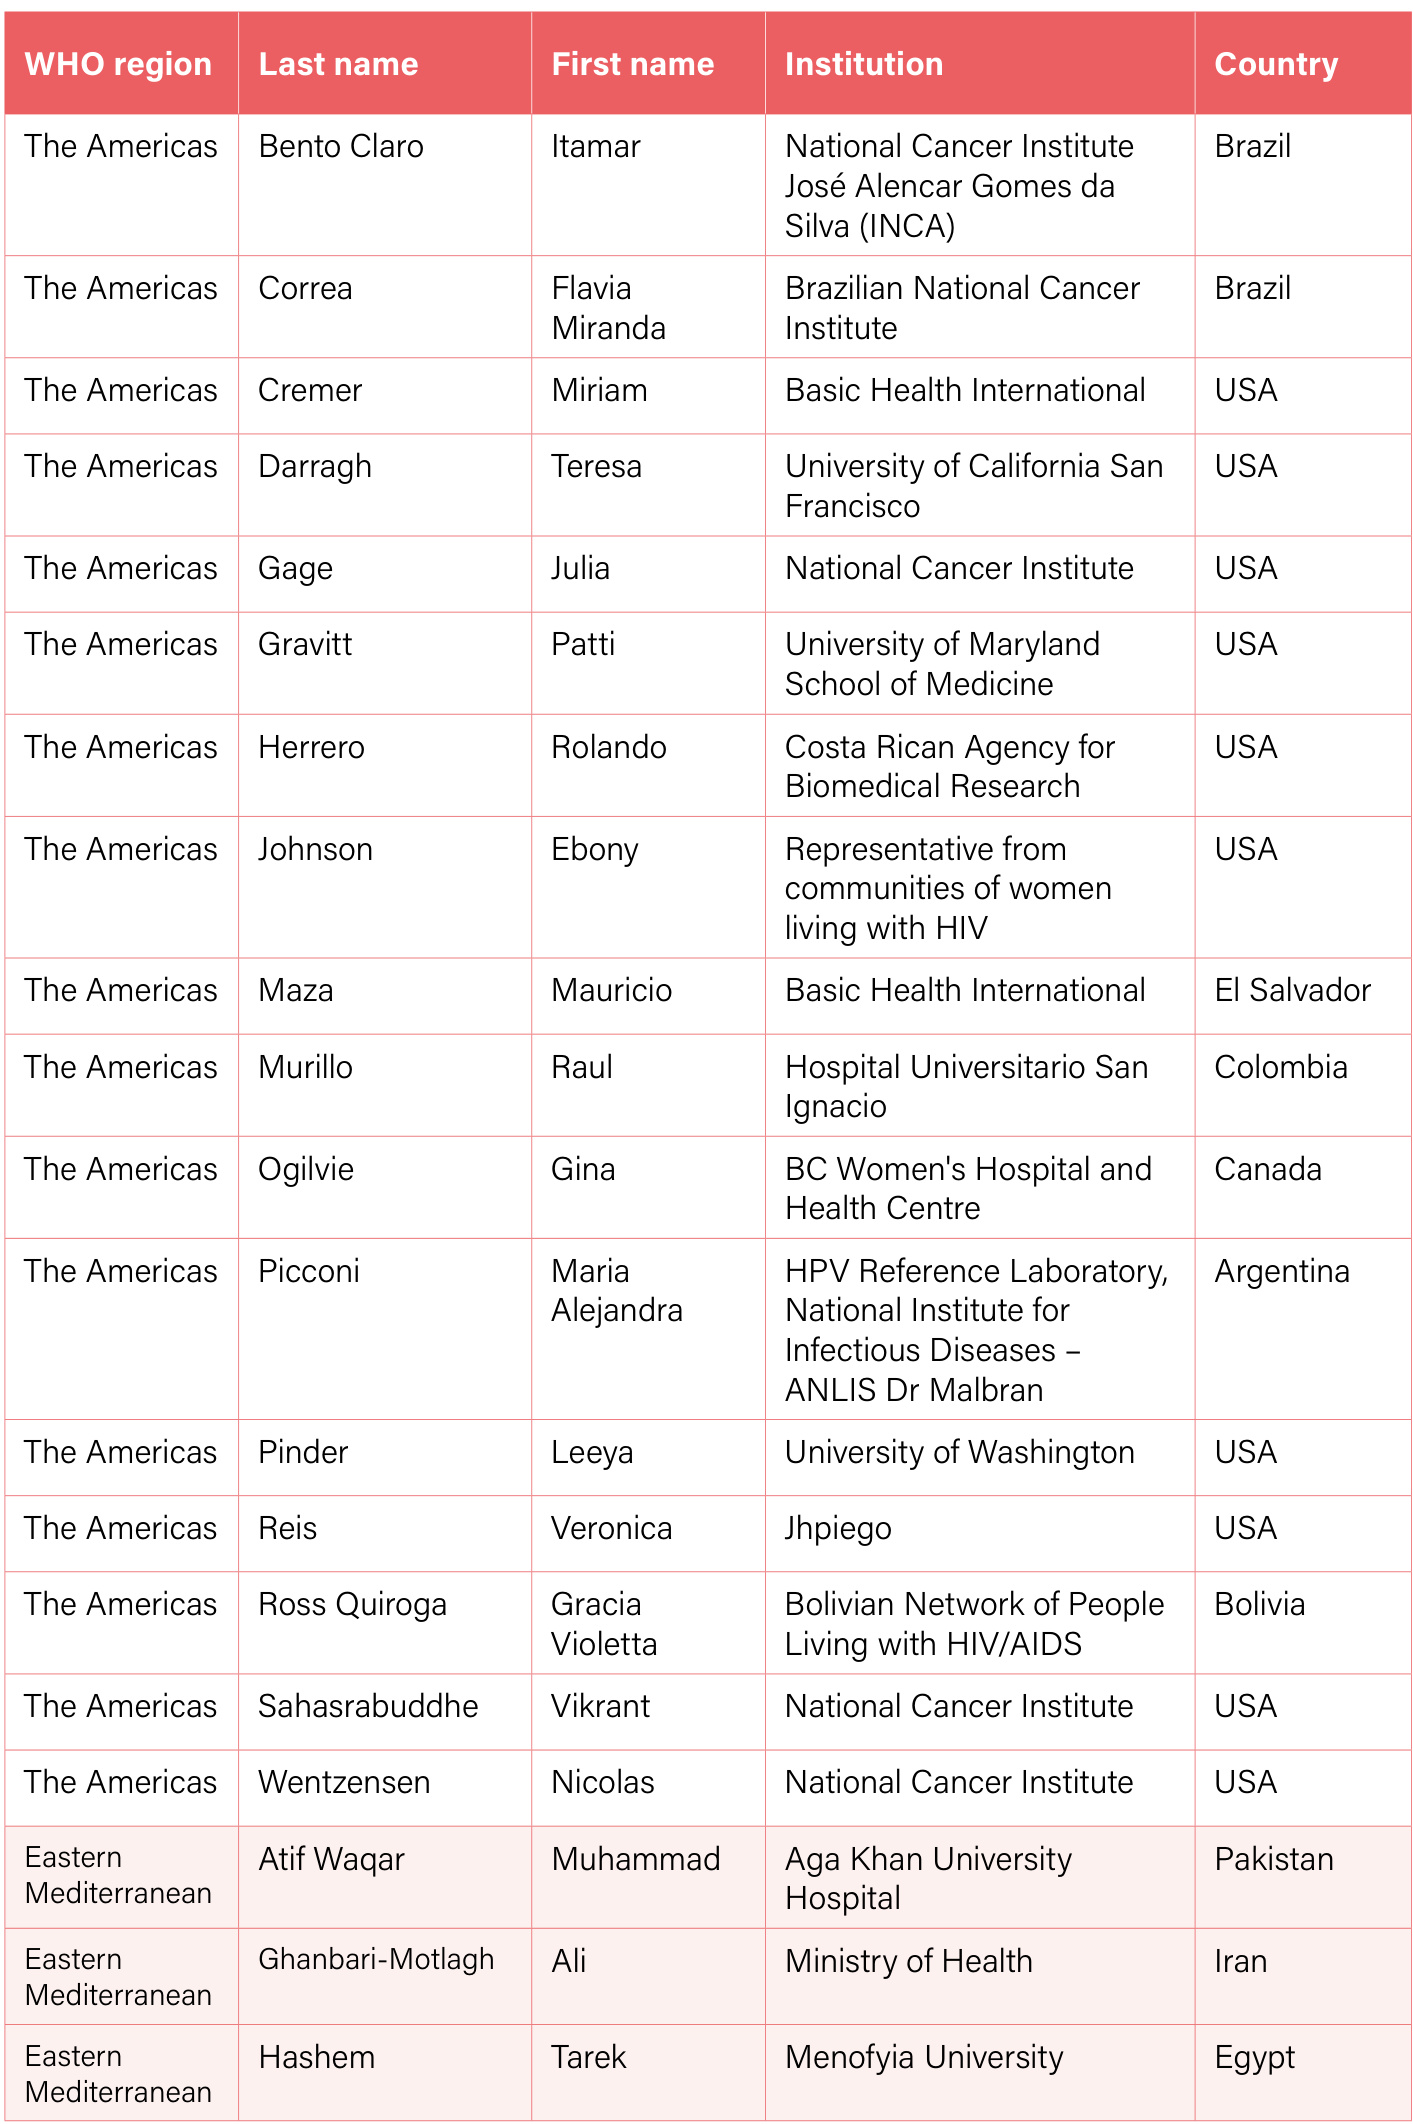 WHO region Last name First name Institution Country
The Americas Bento Claro Itamar National Cancer Institute Brazil
José Alencar Gomes da
Silva (INCA)
The Americas Correa Flavia Brazilian National Cancer Brazil
Miranda Institute
The Americas Cremer Miriam Basic Health International USA
The Americas Darragh Teresa University of California San USA
Francisco
The Americas Gage Julia National Cancer Institute USA
The Americas Gravitt Patti University of Maryland USA
School of Medicine
The Americas Herrero Rolando Costa Rican Agency for USA
Biomedical Research
The Americas Johnson Ebony Representative from USA
communities of women
living with HIV
The Americas Maza Mauricio Basic Health International El Salvador
The Americas Murillo Raul Hospital Universitario San Colombia
Ignacio
The Americas Ogilvie Gina BC Women's Hospital and Canada
Health Centre
The Americas Picconi Maria HPV Reference Laboratory, Argentina
Alejandra National Institute for
Infectious Diseases –
ANLIS Dr Malbran
The Americas Pinder Leeya University of Washington USA
The Americas Reis Veronica Jhpiego USA
The Americas Ross Quiroga Gracia Bolivian Network of People Bolivia
Violetta Living with HIV/AIDS
The Americas Sahasrabuddhe Vikrant National Cancer Institute USA
The Americas Wentzensen Nicolas National Cancer Institute USA
Eastern Atif Waqar Muhammad Aga Khan University Pakistan
Mediterranean Hospital
Eastern Ghanbari-Motlagh Ali Ministry of Health Iran
Mediterranean
Eastern Hashem Tarek Menofyia University Egypt
Mediterranean